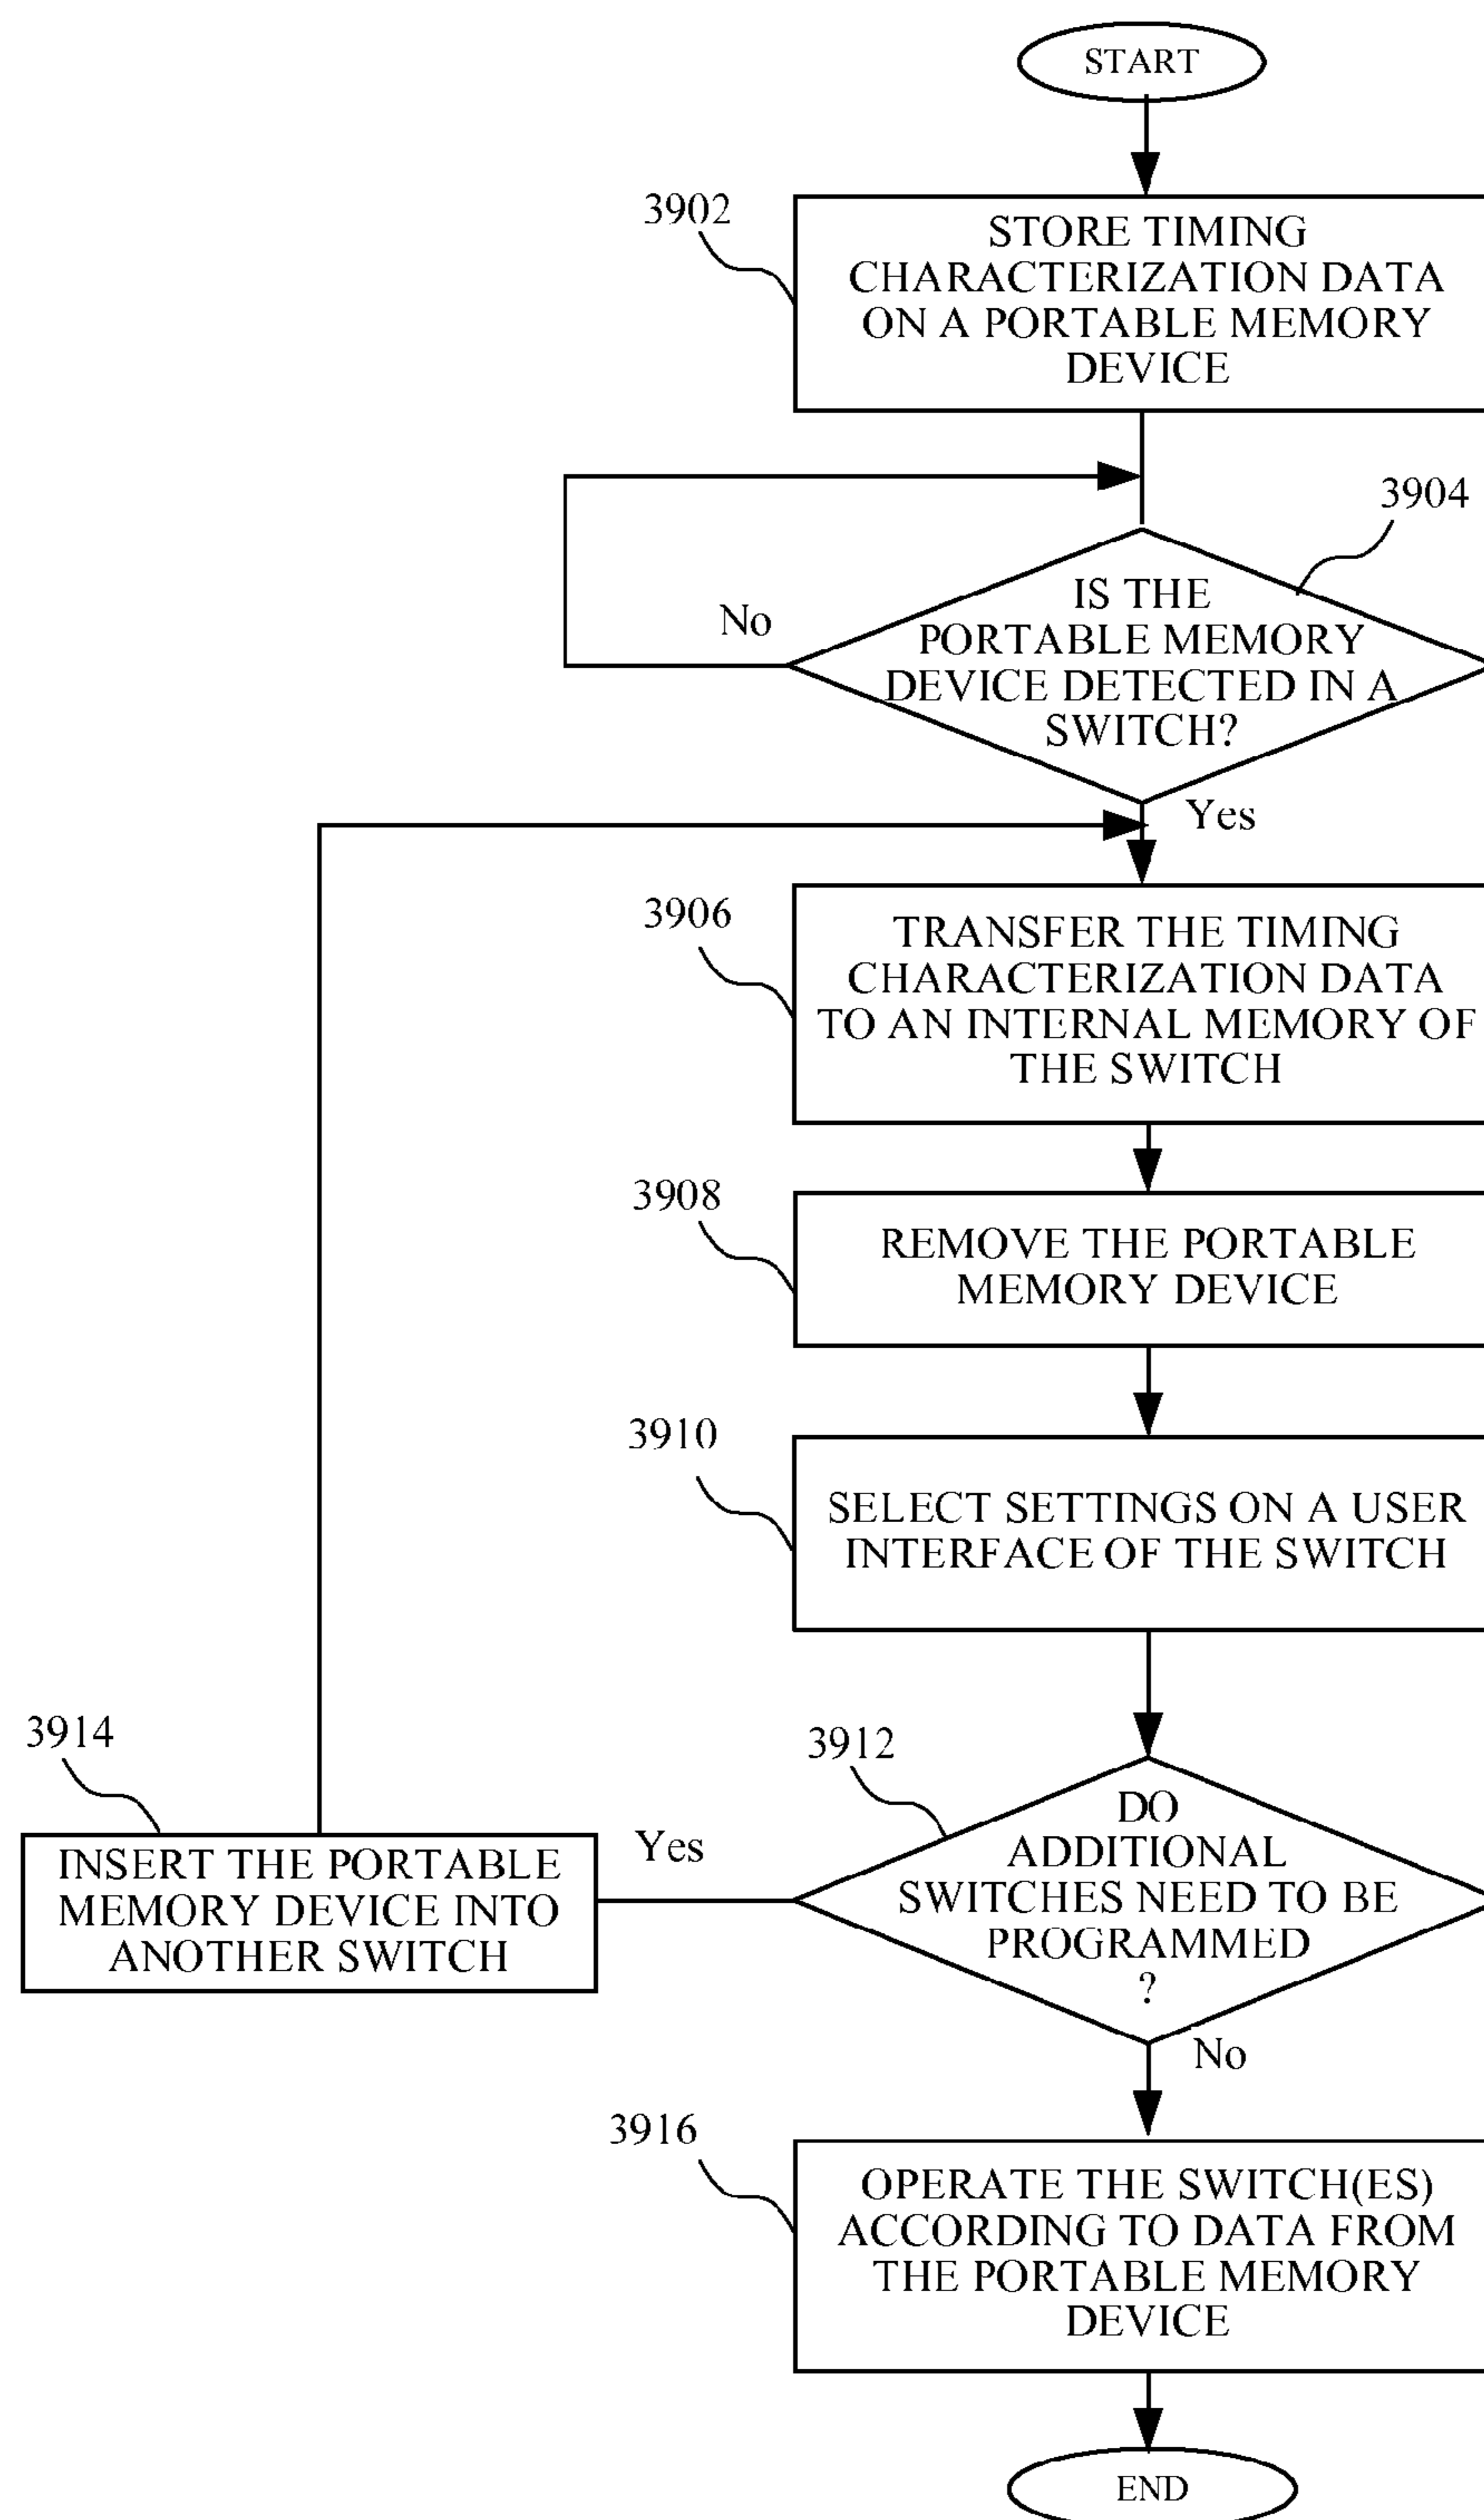 START
3902
STORE TIMING
CHARACTERIZATION DATA
ON A PORTABLE MEMORY
DEVICE
3904
IS THE
PORTABLE MEMORY
DEVICE DETECTED IN A
SWITCH?
No
Yes
3906
TRANSFER THE TIMING
CHARACTERIZATION DATA
TO AN INTERNAL MEMORY OF
THE SWITCH
3908
REMOVE THE PORTABLE
MEMORY DEVICE
3910
SELECT SETTINGS ON A USER
INTERFACE OF THE SWITCH
3912
DO
ADDITIONAL
SWITCHES NEED TO BE
PROGRAMMED
?
Yes
3914
INSERT THE PORTABLE
MEMORY DEVICE INTO
ANOTHER SWITCH
No
3916
OPERATE THE SWITCH(ES)
ACCORDING TO DATA FROM
THE PORTABLE MEMORY
DEVICE
END